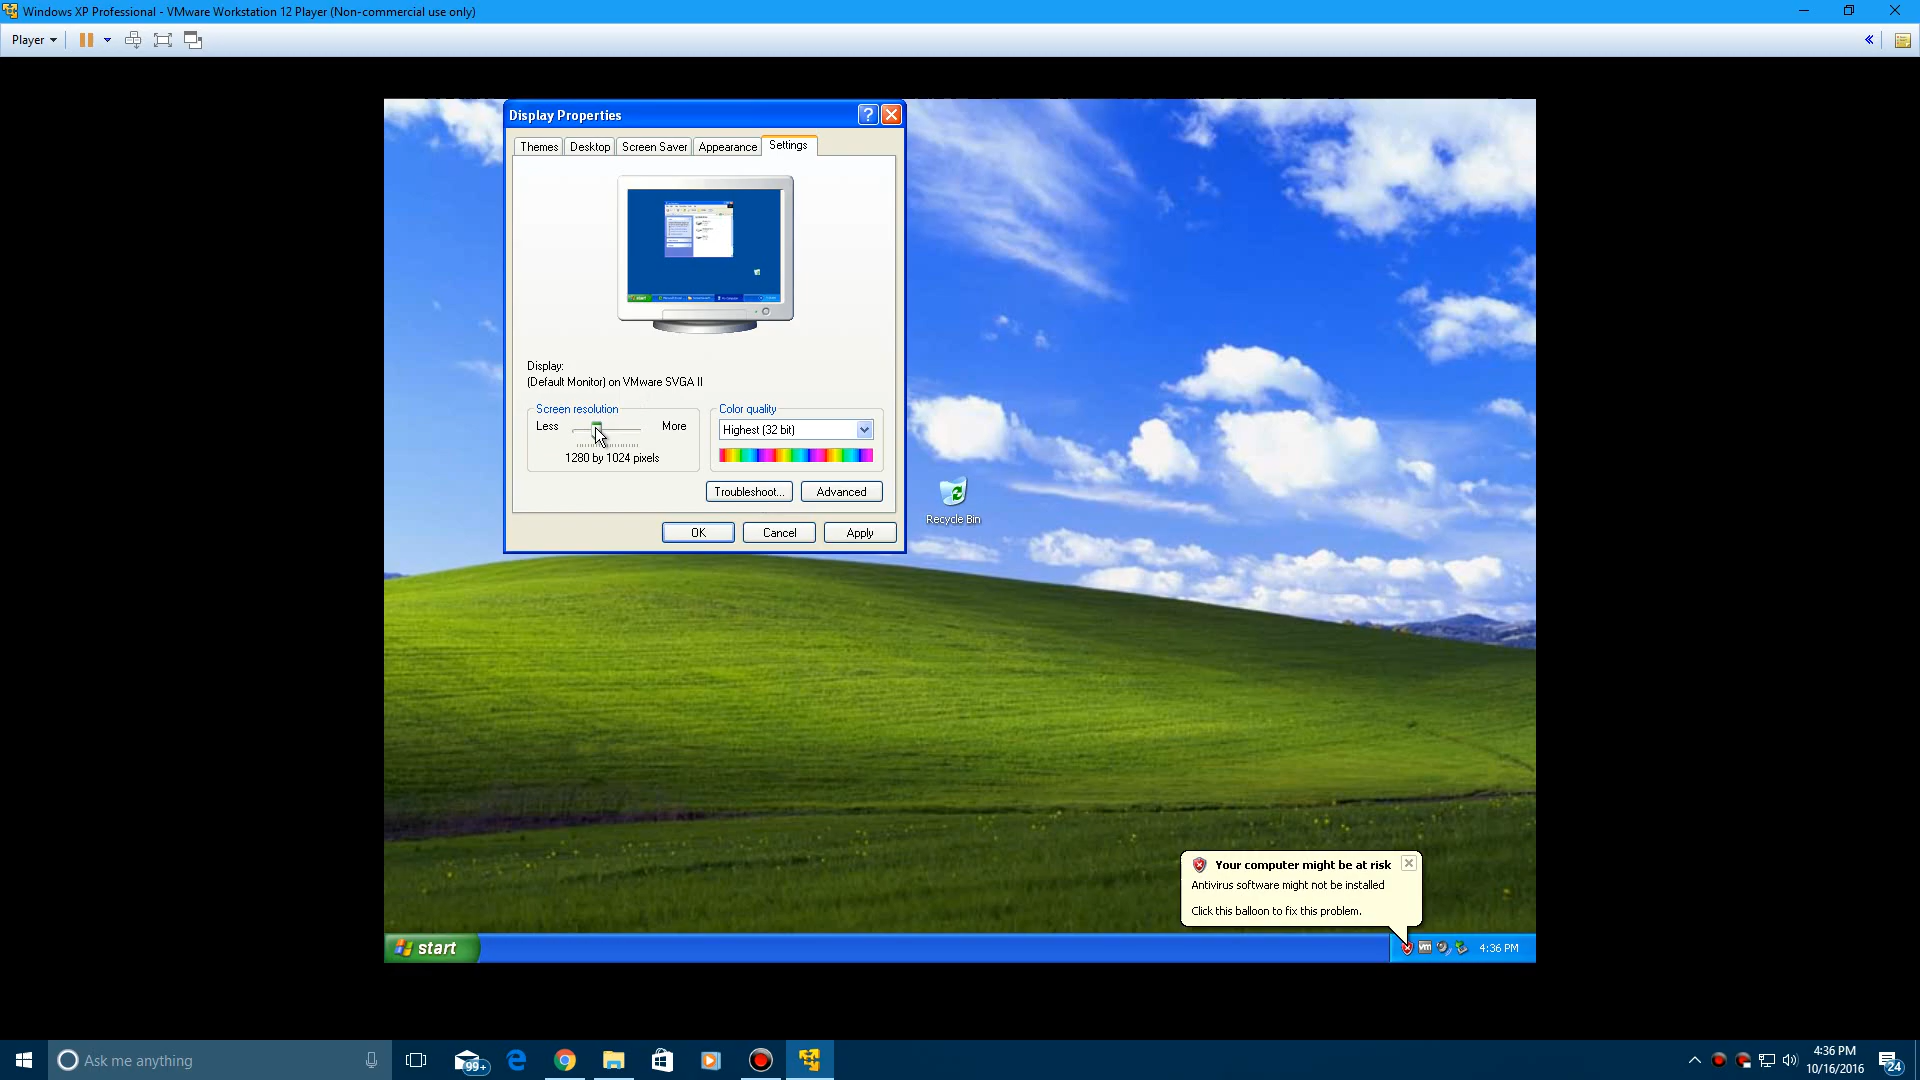 Windows XP Professional - VMware Workstation 12 Player (Non-commercial use only)
Player
Display Properties
Themes Desktop Screen Saver Appearance Settings
start
Display:
(Default Monitor) on VMware SVGA II
Screen resolution
Less More
1280 by 1024 pixels
Color quality
Highest (32 bit)
Troubleshoot... Advanced
OK Cancel Apply
Recycle Bin
Your computer might be at risk
Antivirus software might not be installed
Click this balloon to fix this problem.
start
vm
4:36 PM
Ask me anything
99+
4:36 PM
10/16/2016
24